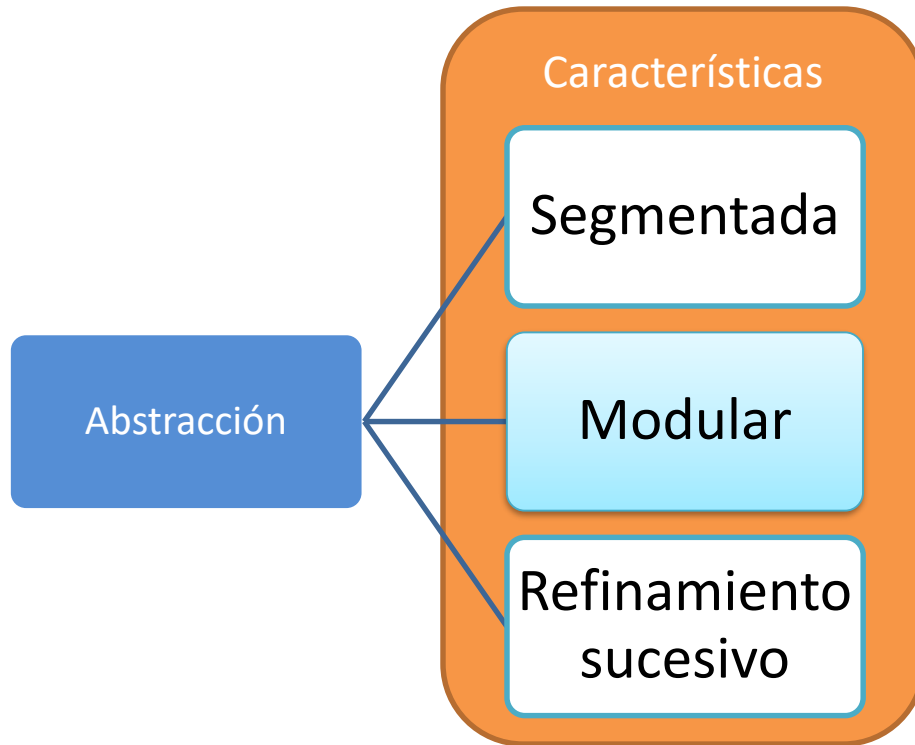 Características
Segmentada
Abstracción
Modular
Refinamiento
sucesivo